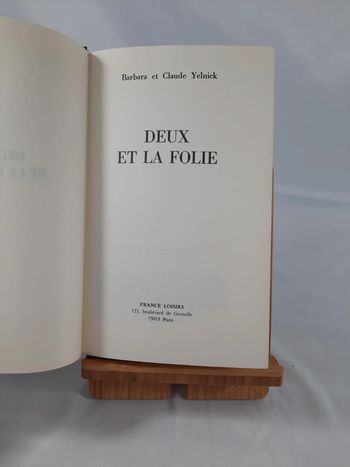 Barbara et Claude Yelnick
DEUX
ET LA FOLIE
FRANCE LOISIRS
123, boulevard de Grenelle
75015 Paris